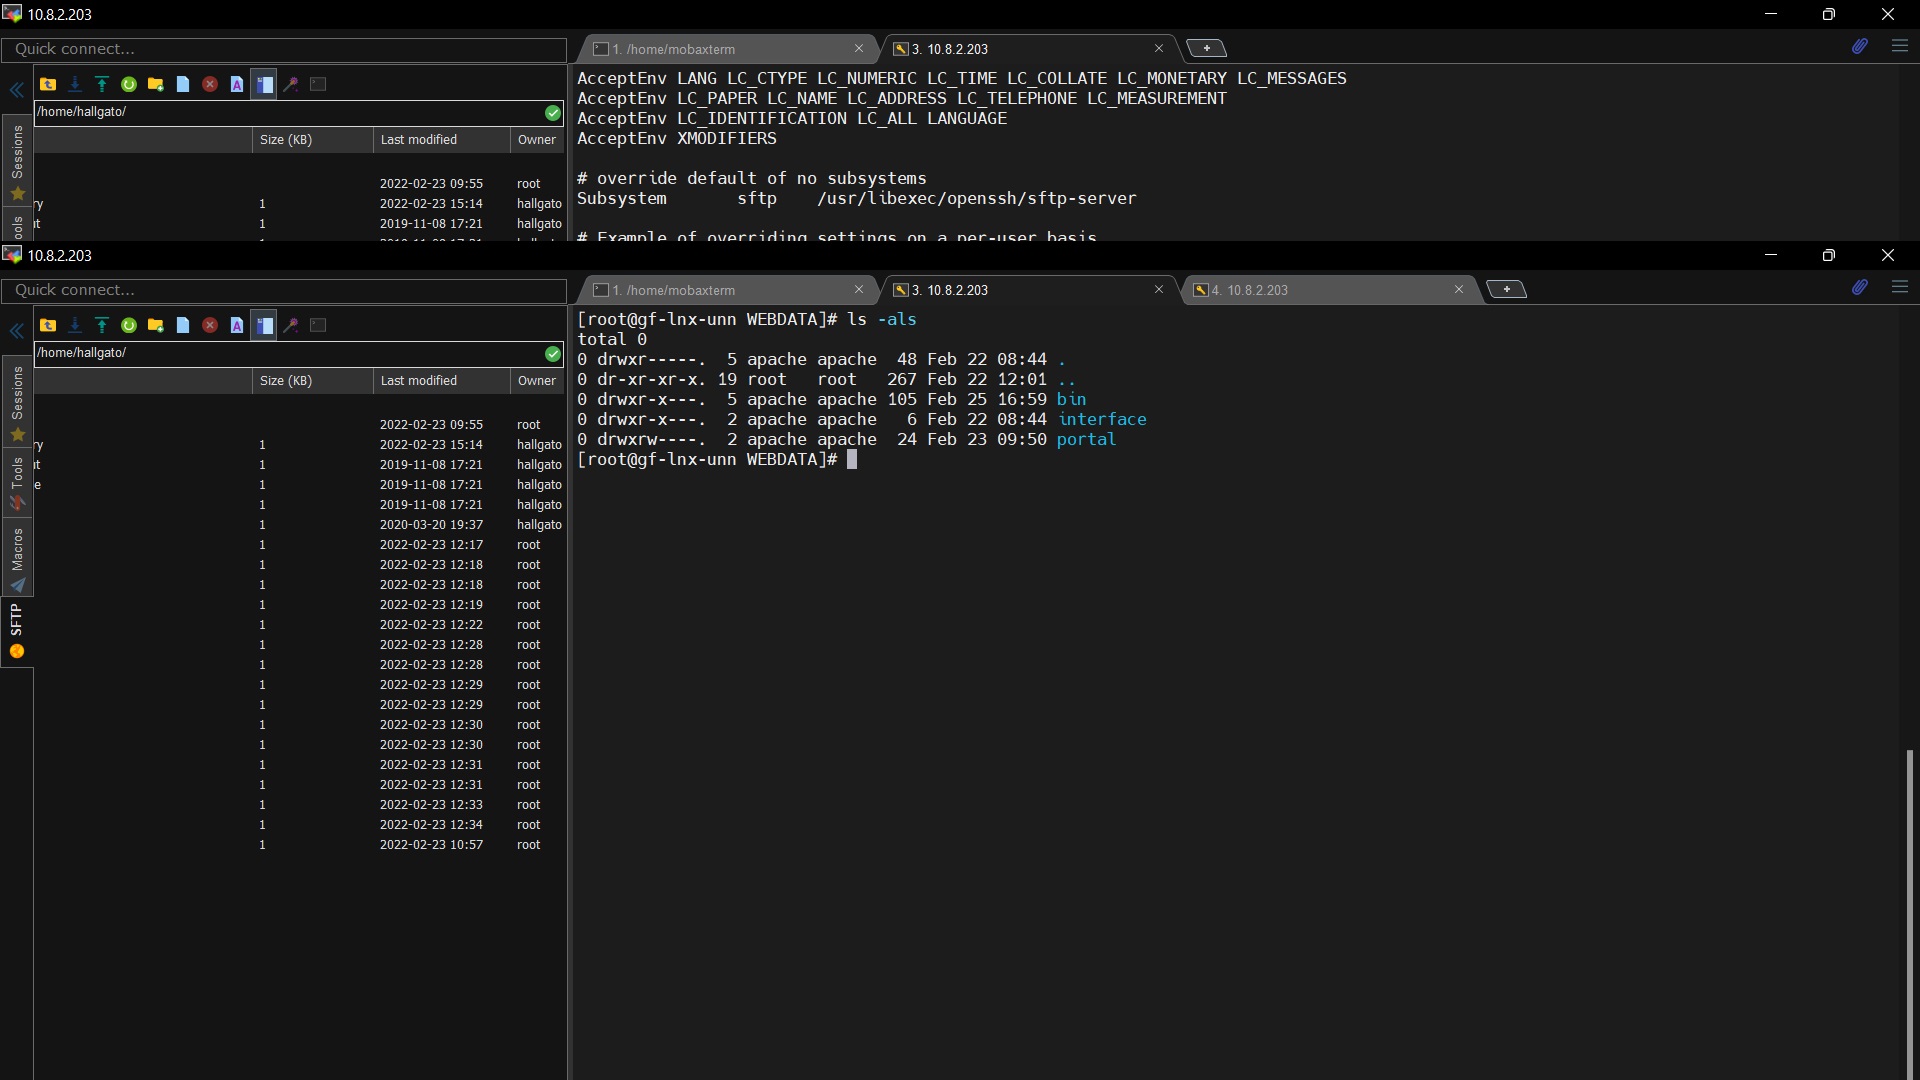 10.8.2.203
Quick connect...
1. /home/mobaxterm
3. 10.8.2.203
/home/hallgato/
Size (KB) Last modified Owner
2022-02-23 09:55 root
ry 1 2022-02-23 15:14 hallgato
it 1 2019-11-08 17:21 hallgato
Sessions
ools
AcceptEnv LANG LC_CTYPE LC_NUMERIC LC_TIME LC_COLLATE LC_MONETARY LC_MESSAGES
AcceptEnv LC_PAPER LC_NAME LC_ADDRESS LC_TELEPHONE LC_MEASUREMENT
AcceptEnv LC_IDENTIFICATION LC_ALL LANGUAGE
AcceptEnv XMODIFIERS
# override default of no subsystems
Subsystem sftp /usr/libexec/openssh/sftp-server
# Example of overriding settings on a per-user basis
10.8.2.203
Quick connect...
1. /home/mobaxterm
3. 10.8.2.203
4. 10.8.2.203
/home/hallgato/
Size (KB) Last modified Owner
2022-02-23 09:55 root
ry 1 2022-02-23 15:14 hallgato
it 1 2019-11-08 17:21 hallgato
e 1 2019-11-08 17:21 hallgato
1 2019-11-08 17:21 hallgato
1 2020-03-20 19:37 hallgato
1 2022-02-23 12:17 root
1 2022-02-23 12:18 root
1 2022-02-23 12:18 root
1 2022-02-23 12:19 root
1 2022-02-23 12:22 root
1 2022-02-23 12:28 root
1 2022-02-23 12:28 root
1 2022-02-23 12:29 root
1 2022-02-23 12:29 root
1 2022-02-23 12:30 root
1 2022-02-23 12:30 root
1 2022-02-23 12:31 root
1 2022-02-23 12:31 root
1 2022-02-23 12:33 root
1 2022-02-23 12:34 root
1 2022-02-23 10:57 root
Sessions
Tools
Macros
SFTP
[root@gf-lnx-unn WEBDATA]# ls -als
total 0
0 drwxr-----. 5 apache apache 48 Feb 22 08:44 .
0 dr-xr-xr-x. 19 root root 267 Feb 22 12:01 ..
0 drwxr-x---. 5 apache apache 105 Feb 25 16:59 bin
0 drwxr-x---. 2 apache apache 6 Feb 22 08:44 interface
0 drwxrw----. 2 apache apache 24 Feb 23 09:50 portal
[root@gf-lnx-unn WEBDATA]#